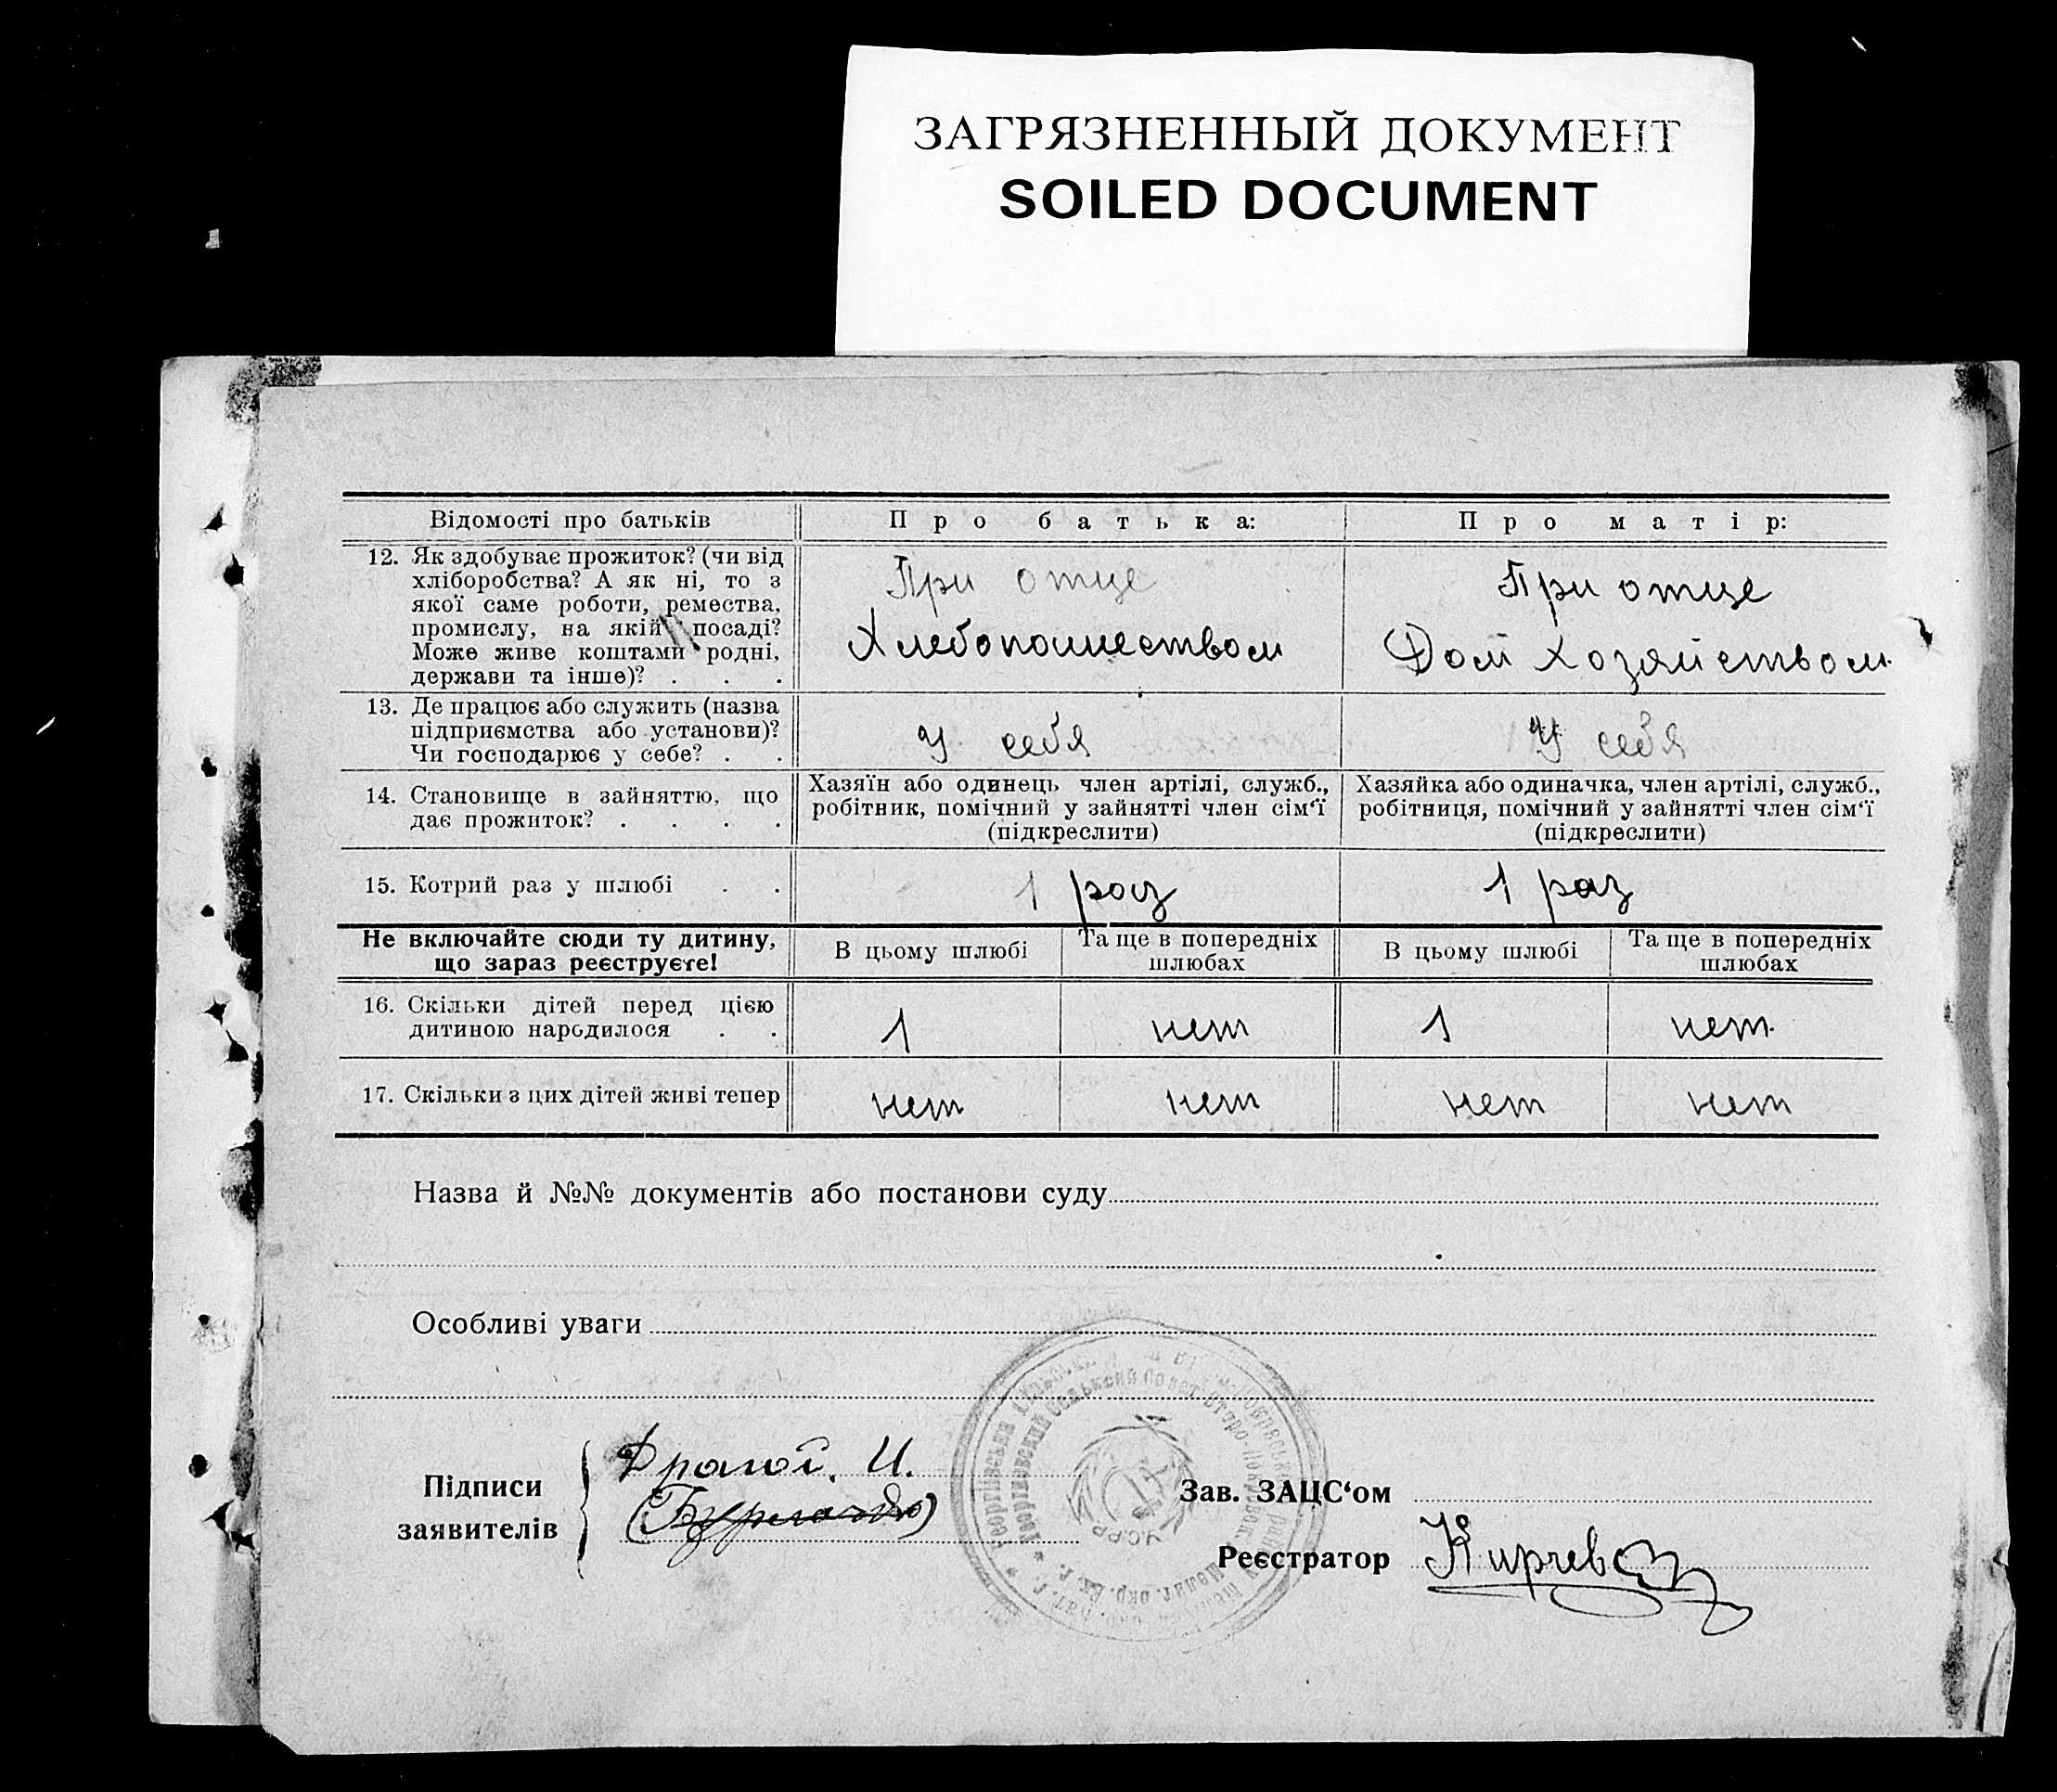 ЗАГРЯЗНЕННЫЙ ДОКУМЕНТ
SOILED DOCUMENT
Відомості про батьків
Про батька:
Про матір:
12. Як здобуває прожиток? (чи від
хліборобства? А як ні, то з
якої саме роботи, ремества,
промислу, на якій посаді?
Може живе коштами родні,
держави та інше)? . . .
При отце
Хлебопашеством
При отце
Дом хозяйством
13. Де працює або служить (назва
підприємства або установи)?
Чи господарює у себе? . .
У себя
У себя
14. Становище в зайняттю, що
дає прожиток? . . . .
Хазяїн або одинець член артілі, служб.,
робітник, помічний у зайнятті член сім‘ї
(підкреслити)
Хазяйка або одиначка, член артілі, служб.,
робітниця, помічний у зайнятті член сім‘ї
(підкреслити)
15. Котрий раз у шлюбі . .
1 раз
1 раз
Не включайте сюди ту дитину,
що зараз реєструєте!
В цьому шлюбі
Та ще в попередніх
шлюбах
В цьому шлюбі
Та ще в попередніх
шлюбах
16. Скільки дітей перед цією
дитиною народилося . .
1
нет
1
нет
17. Скільки з цих дітей живі тепер
нет
нет
нет
нет
Назва й №№ документів або постанови суду
Особливі уваги
Підписи
заявителів
Драгой. И.
Зав. ЗАЦС‘ом
Реєстратор
УСРР